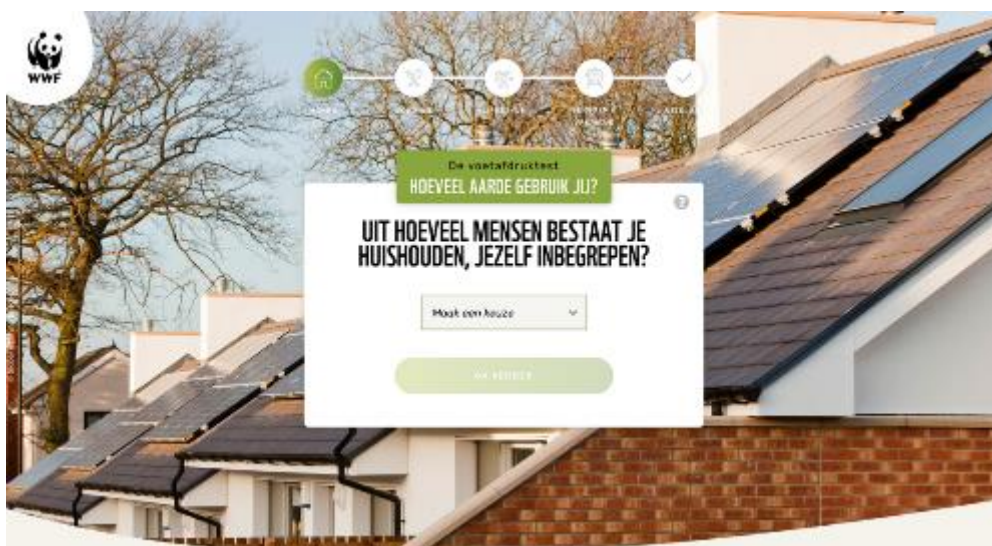 WWF
De voetafdruktest
HOEVEEL AARDE GEBRUIK JIJ?
UIT HOEVEEL MENSEN BESTAAT JE
HUISHOUDEN, JEZELF INBEGREPEN?
Maak een keuze